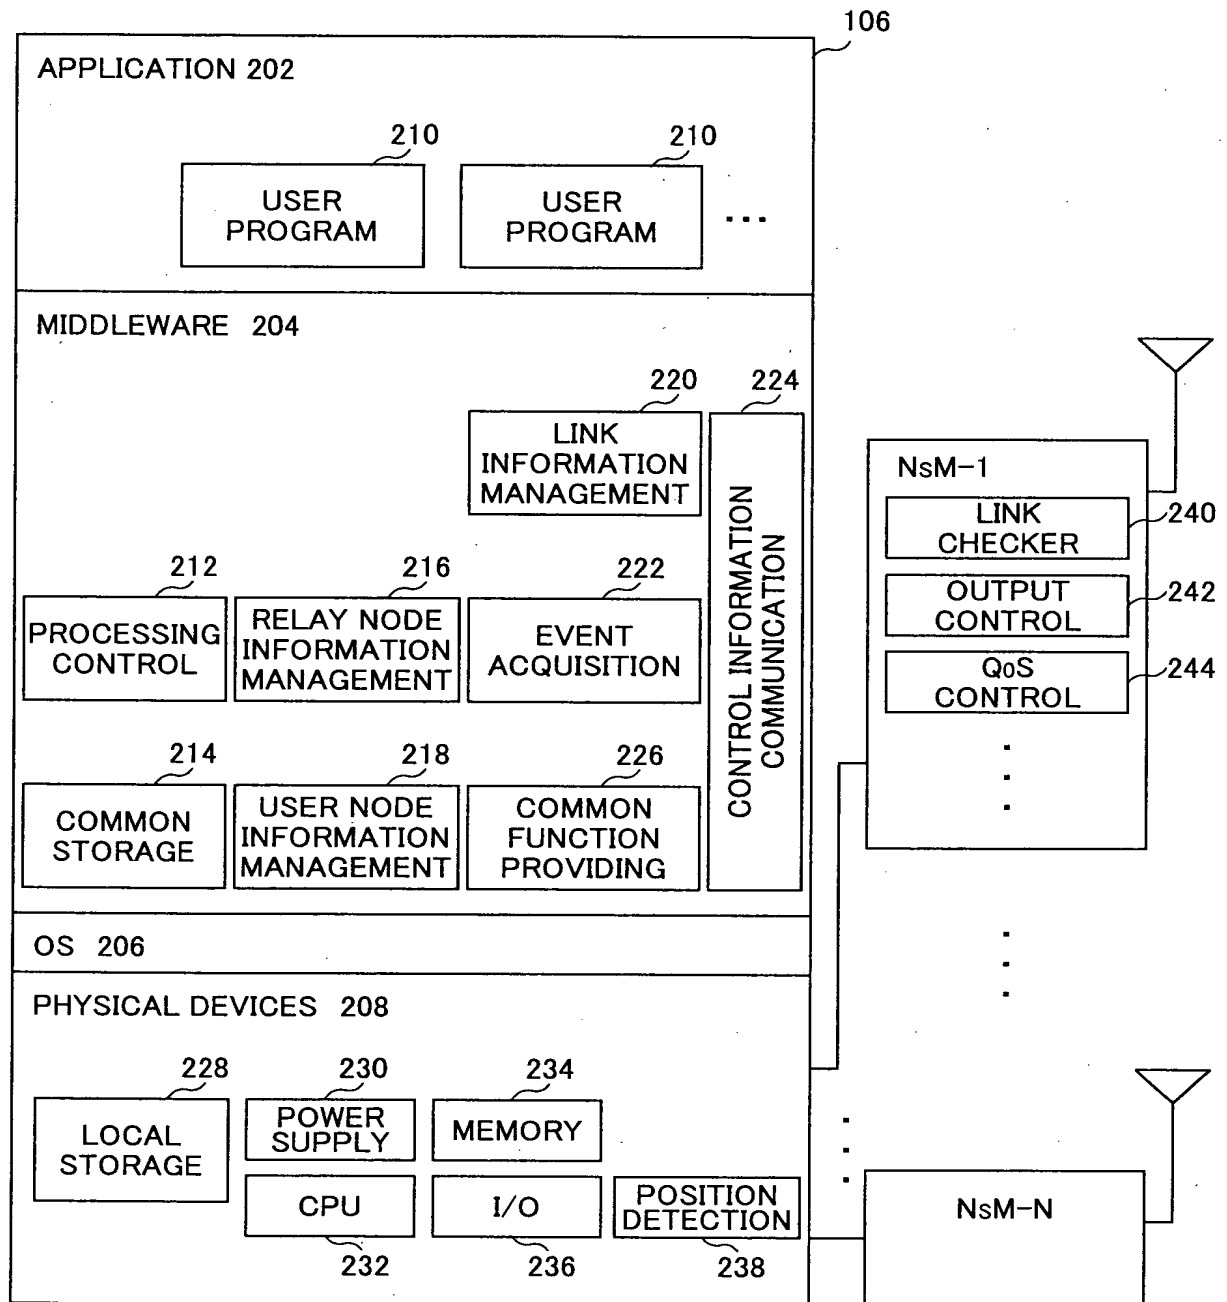 106
APPLICATION 202
210
210
USER
PROGRAM
USER
PROGRAM
...
MIDDLEWARE 204
220
224
LINK
INFORMATION
MANAGEMENT
CONTROL INFORMATION
COMMUNICATION
212
216
222
PROCESSING
CONTROL
RELAY NODE
INFORMATION
MANAGEMENT
EVENT
ACQUISITION
214
218
226
COMMON
STORAGE
USER NODE
INFORMATION
MANAGEMENT
COMMON
FUNCTION
PROVIDING
OS 206
PHYSICAL DEVICES 208
228
230
234
LOCAL
STORAGE
POWER
SUPPLY
MEMORY
CPU
I/O
POSITION
DETECTION
232
236
238
NsM-1
LINK
CHECKER
240
OUTPUT
CONTROL
242
QoS
CONTROL
244
NsM-N